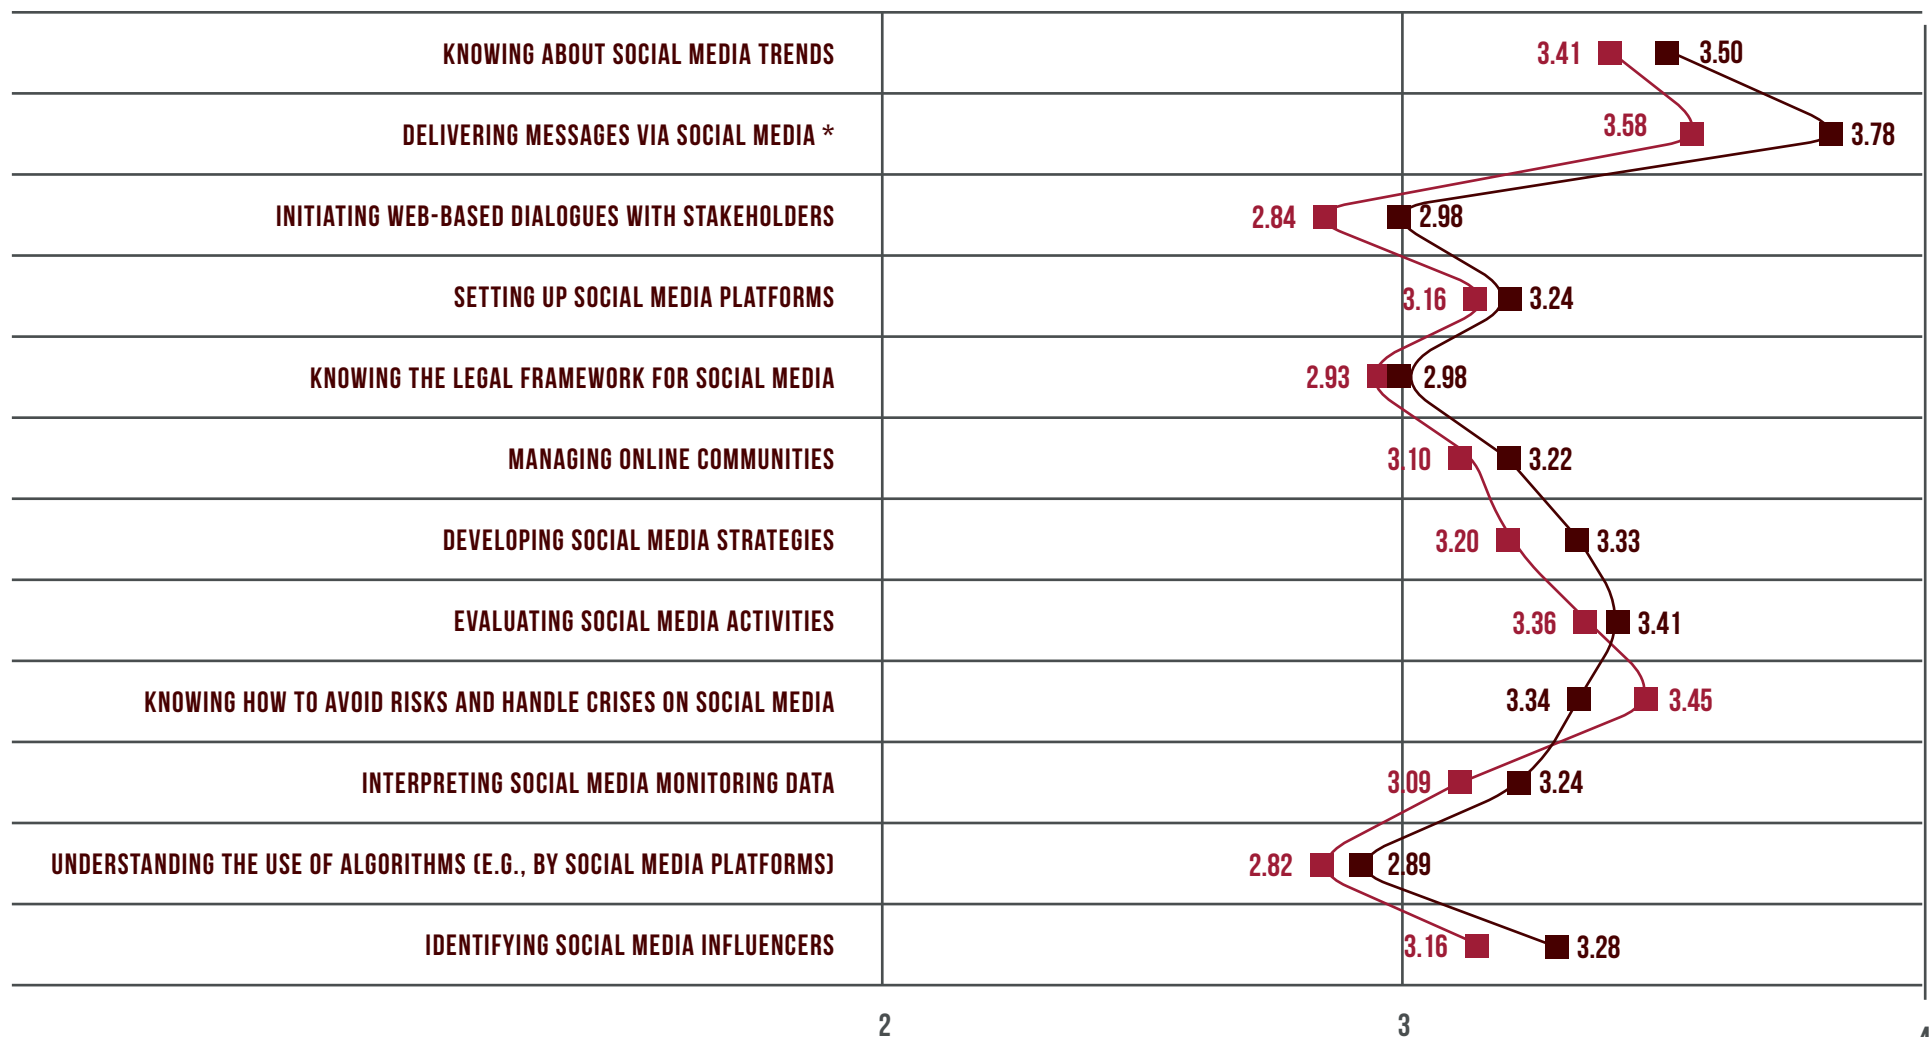 KNOWING ABOUT SOCIAL MEDIA TRENDS 3.41 3.50
DELIVERING MESSAGES VIA SOCIAL MEDIA * 3.58 3.78
INITIATING WEB-BASED DIALOGUES WITH STAKEHOLDERS 2.84 2.98
SETTING UP SOCIAL MEDIA PLATFORMS 3.16 3.24
KNOWING THE LEGAL FRAMEWORK FOR SOCIAL MEDIA 2.93 2.98
MANAGING ONLINE COMMUNITIES 3.10 3.22
DEVELOPING SOCIAL MEDIA STRATEGIES 3.20 3.33
EVALUATING SOCIAL MEDIA ACTIVITIES 3.36 3.41
KNOWING HOW TO AVOID RISKS AND HANDLE CRISES ON SOCIAL MEDIA 3.34 3.45
INTERPRETING SOCIAL MEDIA MONITORING DATA 3.09 3.24
UNDERSTANDING THE USE OF ALGORITHMS (E.G., BY SOCIAL MEDIA PLATFORMS) 2.82 2.89
IDENTIFYING SOCIAL MEDIA INFLUENCERS 3.16 3.28
2 3